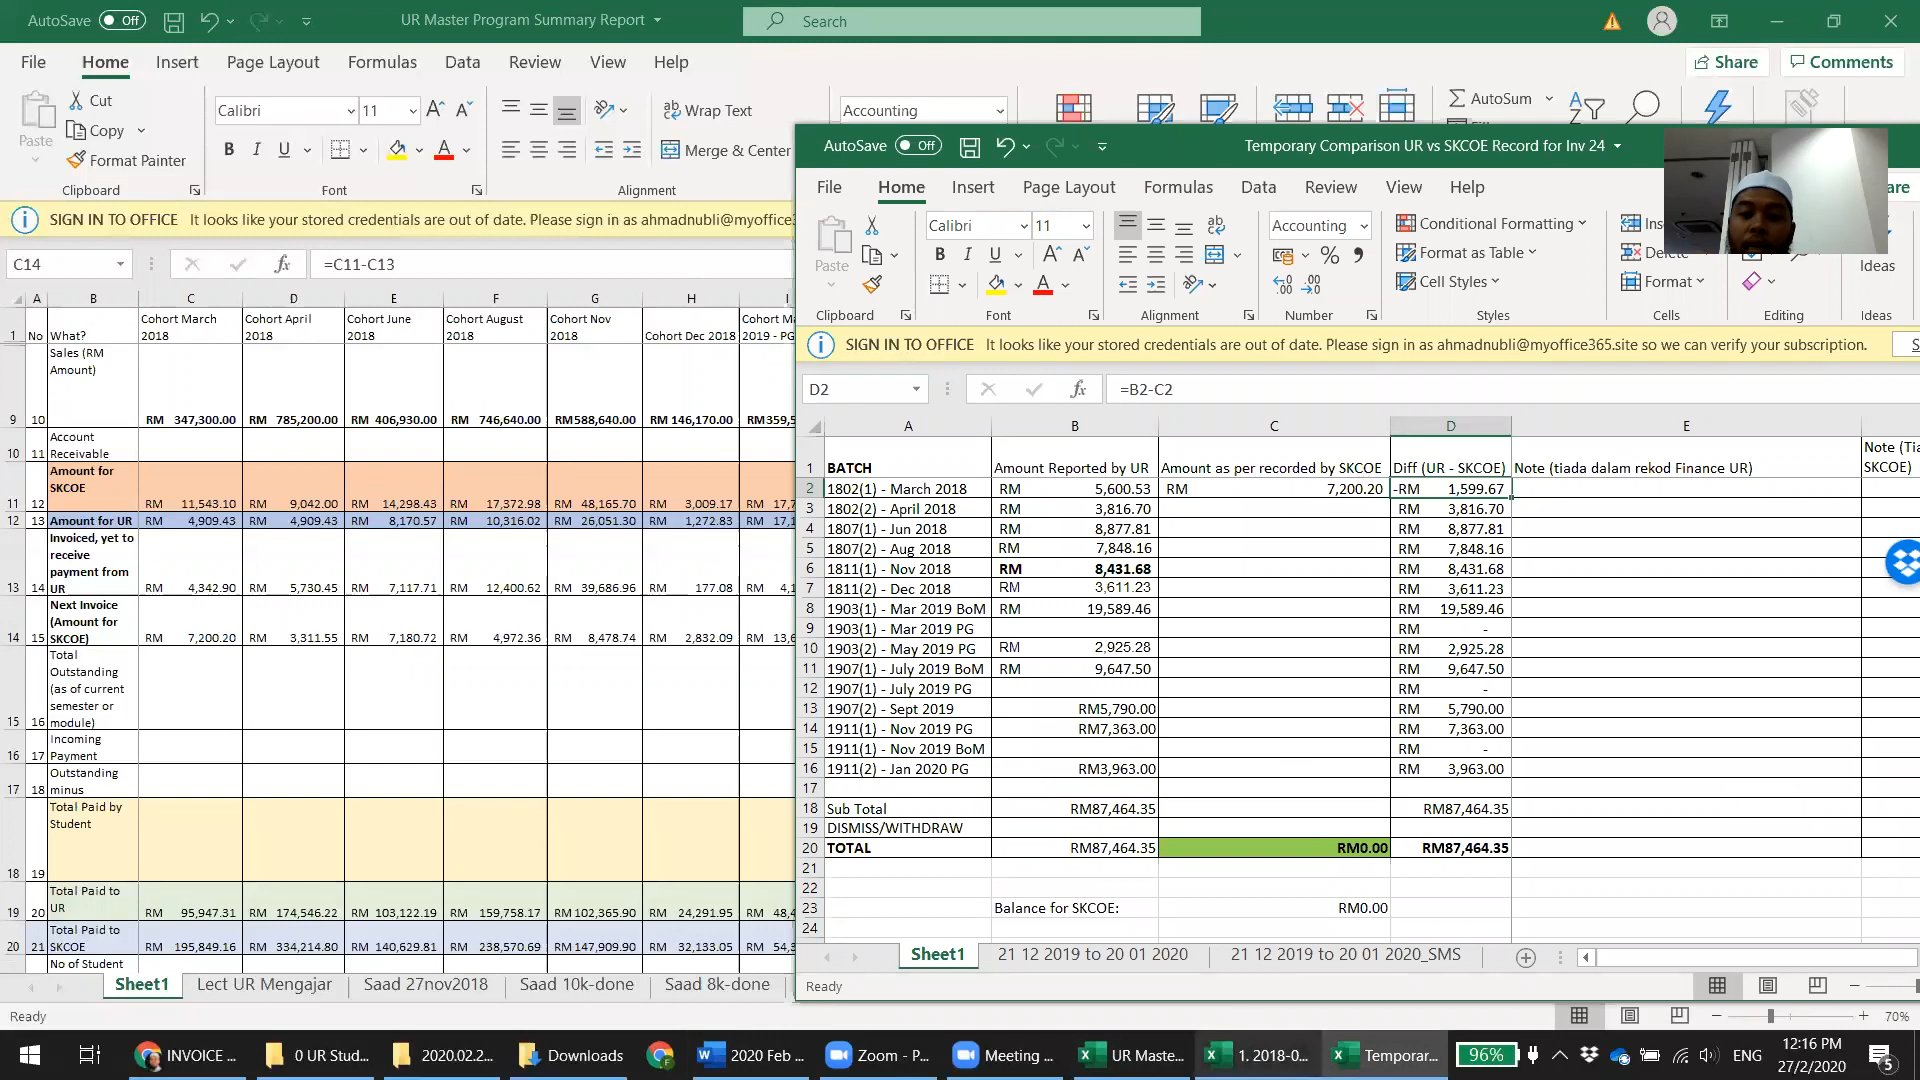 AutoSave Off
UR Master Program Summary Report
Search
File Home Insert Page Layout Formulas Data Review View Help
Share Comments
Paste
Cut
Copy
Format Painter
Clipboard
Calibri 11
B I U
Font
Wrap Text
Merge & Center
Alignment
Accounting
AutoSum
SIGN IN TO OFFICE It looks like your stored credentials are out of date. Please sign in as ahmadnubli@myoffice3
C14 =C11-C13
A B C D E F G H I
1 No What? Cohort March 2018 Cohort April 2018 Cohort June 2018 Cohort August 2018 Cohort Nov 2018 Cohort Dec 2018 Cohort M 2019 - PG
9 10 Sales (RM Amount) RM 347,300.00 RM 785,200.00 RM 406,930.00 RM 746,640.00 RM588,640.00 RM 146,170.00 RM359,5
10 11 Account Receivable
11 12 Amount for SKCOE RM 11,543.10 RM 9,042.00 RM 14,298.43 RM 17,372.98 RM 48,165.70 RM 3,009.17 RM 17,7
12 13 Amount for UR RM 4,909.43 RM 4,909.43 RM 8,170.57 RM 10,316.02 RM 26,051.30 RM 1,272.83 RM 17,1
13 14 Invoiced, yet to receive payment from UR RM 4,342.90 RM 5,730.45 RM 7,117.71 RM 12,400.62 RM 39,686.96 RM 177.08 RM 4,1
14 15 Next Invoice (Amount for SKCOE) RM 7,200.20 RM 3,311.55 RM 7,180.72 RM 4,972.36 RM 8,478.74 RM 2,832.09 RM 13,6
15 16 Total Outstanding (as of current semester or module)
16 17 Incoming Payment
17 18 Outstanding minus
18 19 Total Paid by Student
19 20 Total Paid to UR RM 95,947.31 RM 174,546.22 RM 103,122.19 RM 159,758.17 RM 102,365.90 RM 24,291.95 RM 48,4
20 21 Total Paid to SKCOE RM 195,849.16 RM 334,214.80 RM 140,629.81 RM 238,570.69 RM 147,909.90 RM 32,133.05 RM 54,3
No of Student
Sheet1 Lect UR Mengajar Saad 27nov2018 Saad 10k-done Saad 8k-done
Ready
70%
AutoSave Off
Temporary Comparison UR vs SKCOE Record for Inv 24
File Home Insert Page Layout Formulas Data Review View Help
are
Paste
Clipboard
Calibri 11
B I U
Font
Alignment
Accounting
Number
Conditional Formatting
Format as Table
Cell Styles
Styles
Ins
Delete
Format
Cells
Editing
Ideas
Ideas
SIGN IN TO OFFICE It looks like your stored credentials are out of date. Please sign in as ahmadnubli@myoffice365.site so we can verify your subscription. S
D2 =B2-C2
A B C D E
1 BATCH Amount Reported by UR Amount as per recorded by SKCOE Diff (UR - SKCOE) Note (tiada dalam rekod Finance UR) Note (Tia SKCOE)
2 1802(1) - March 2018 RM 5,600.53 RM 7,200.20 -RM 1,599.67
3 1802(2) - April 2018 RM 3,816.70 RM 3,816.70
4 1807(1) - Jun 2018 RM 8,877.81 RM 8,877.81
5 1807(2) - Aug 2018 RM 7,848.16 RM 7,848.16
6 1811(1) - Nov 2018 RM 8,431.68 RM 8,431.68
7 1811(2) - Dec 2018 RM 3,611.23 RM 3,611.23
8 1903(1) - Mar 2019 BoM RM 19,589.46 RM 19,589.46
9 1903(1) - Mar 2019 PG RM -
10 1903(2) - May 2019 PG RM 2,925.28 RM 2,925.28
11 1907(1) - July 2019 BoM RM 9,647.50 RM 9,647.50
12 1907(1) - July 2019 PG RM -
13 1907(2) - Sept 2019 RM5,790.00 RM 5,790.00
14 1911(1) - Nov 2019 PG RM7,363.00 RM 7,363.00
15 1911(1) - Nov 2019 BoM RM -
16 1911(2) - Jan 2020 PG RM3,963.00 RM 3,963.00
17
18 Sub Total RM87,464.35 RM87,464.35
19 DISMISS/WITHDRAW
20 TOTAL RM87,464.35 RM0.00 RM87,464.35
21
22
23 Balance for SKCOE: RM0.00
24
Sheet1 21 12 2019 to 20 01 2020 21 12 2019 to 20 01 2020_SMS
Ready
INVOICE ... 0 UR Stud... 2020.02.2... Downloads 2020 Feb ... Zoom - P... Meeting ... UR Maste... 1. 2018-0... Temporar... 96% ENG 12:16 PM
27/2/2020 5